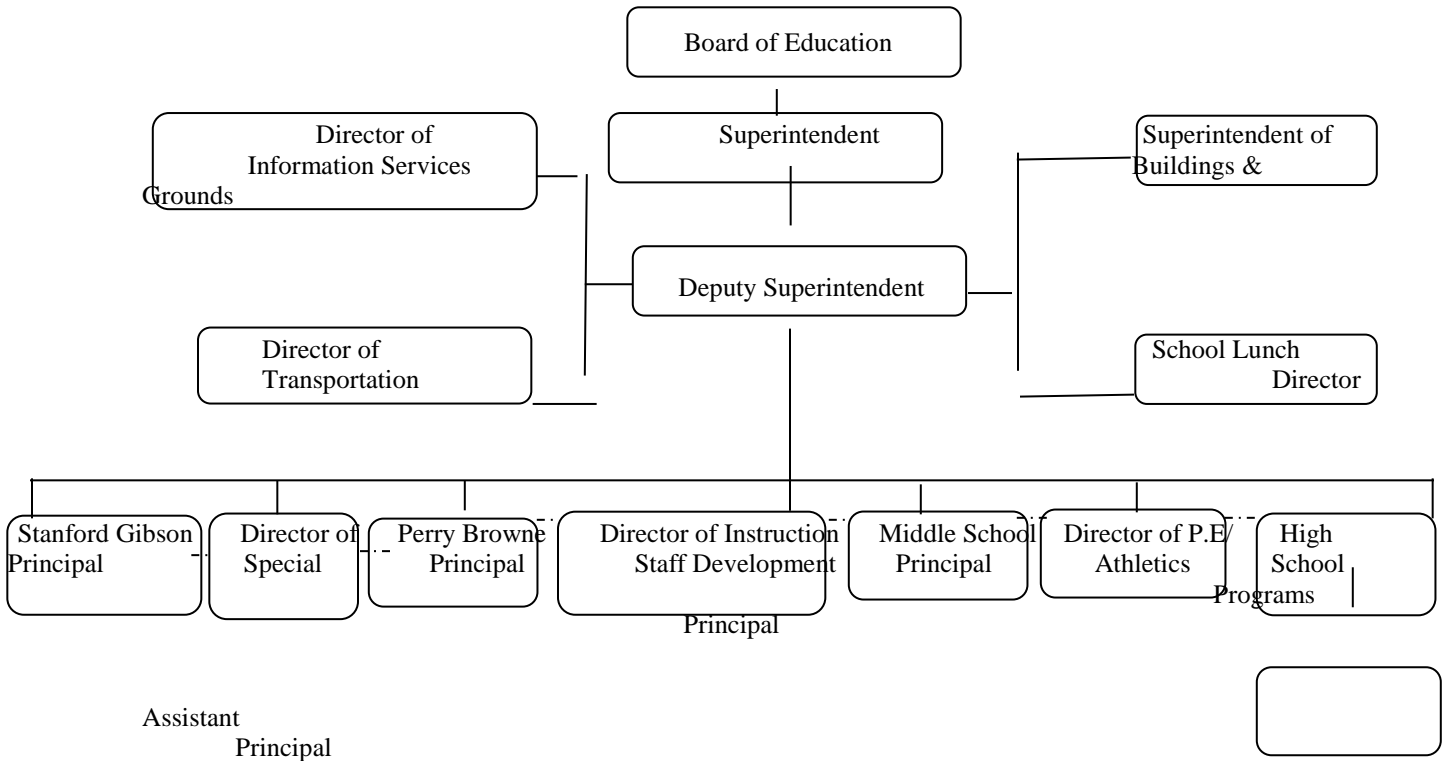 Board of Education
Director of
Information Services
Grounds
Superintendent
Superintendent of
Buildings &
Deputy Superintendent
Director of
Transportation
School Lunch
Director
Stanford Gibson
Principal
Director of
Special
Perry Browne
Principal
Director of Instruction
Staff Development
Principal
Middle School
Principal
Director of P.E/
Athletics
High
School
Programs
Assistant
Principal